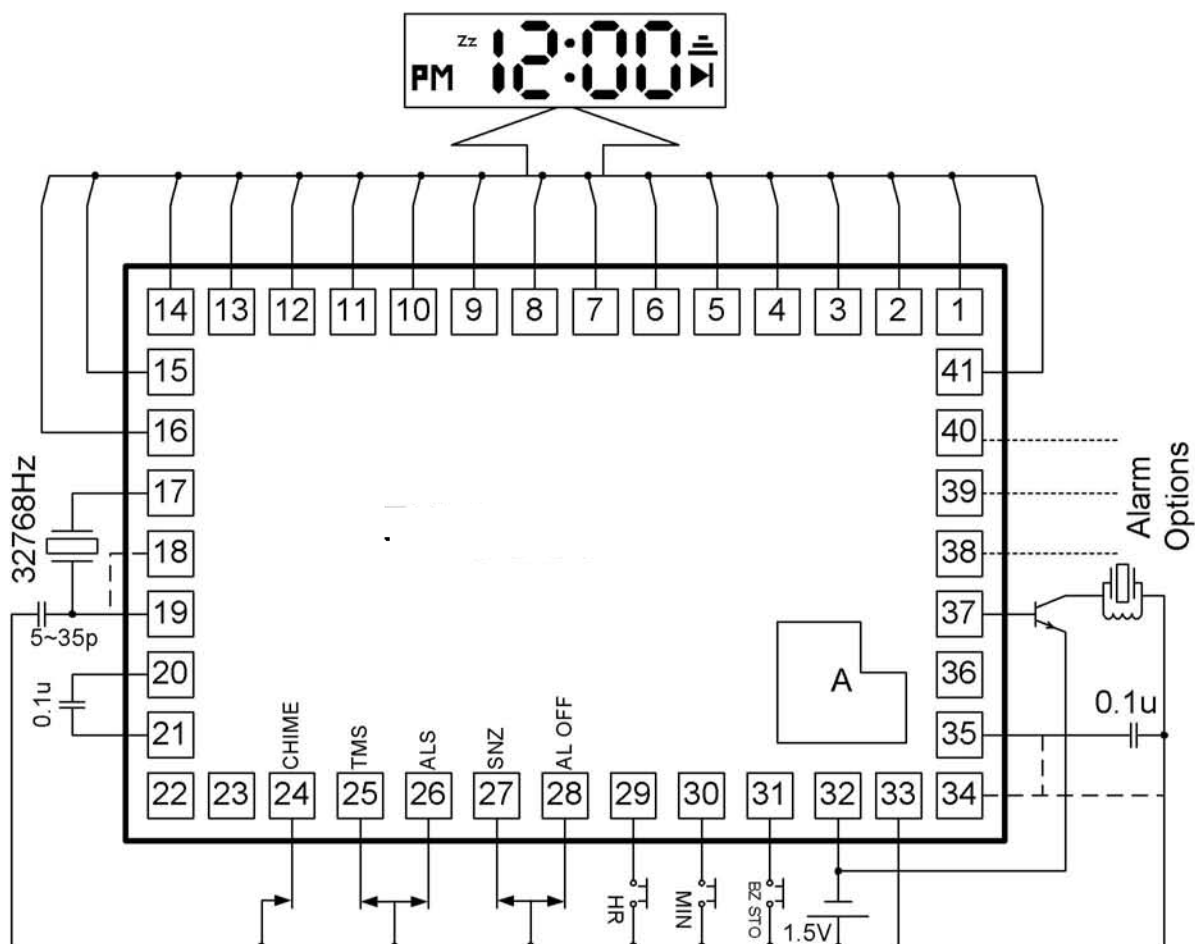 Zz 12:00
PM
14 13 12 11 10 9 8 7 6 5 4 3 2 1
15 41
16 40
17 39
18 38
19 37
20 36
21 35
22 23 24 25 26 27 28 29 30 31 32 33 34
32768Hz
5~35p
0.1u
Alarm
Options
A
0.1u
CHIME
TMS
ALS
SNZ
AL OFF
HR
MIN
BZ STO
1.5V